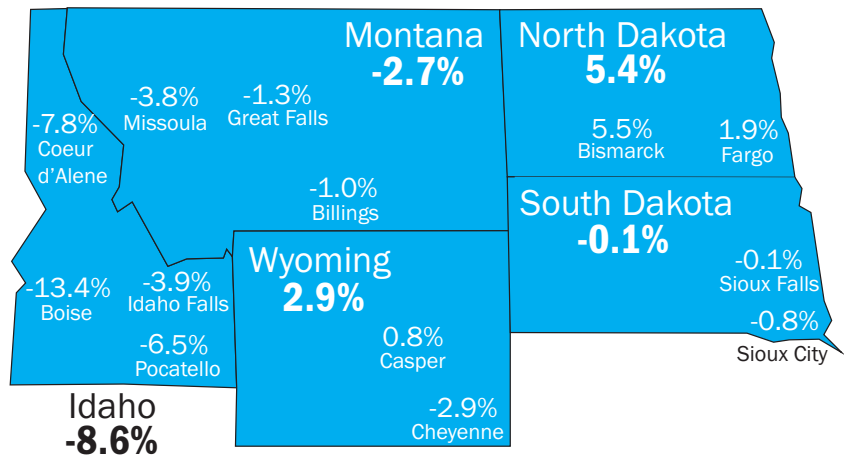 Montana
-2.7%
-3.8%
Missoula
-1.3%
Great Falls
-1.0%
Billings
North Dakota
5.4%
5.5%
Bismarck
1.9%
Fargo
-7.8%
Coeur
d'Alene
-13.4%
Boise
-3.9%
Idaho Falls
-6.5%
Pocatello
Idaho
-8.6%
Wyoming
2.9%
0.8%
Casper
-2.9%
Cheyenne
South Dakota
-0.1%
-0.1%
Sioux Falls
-0.8%
Sioux City